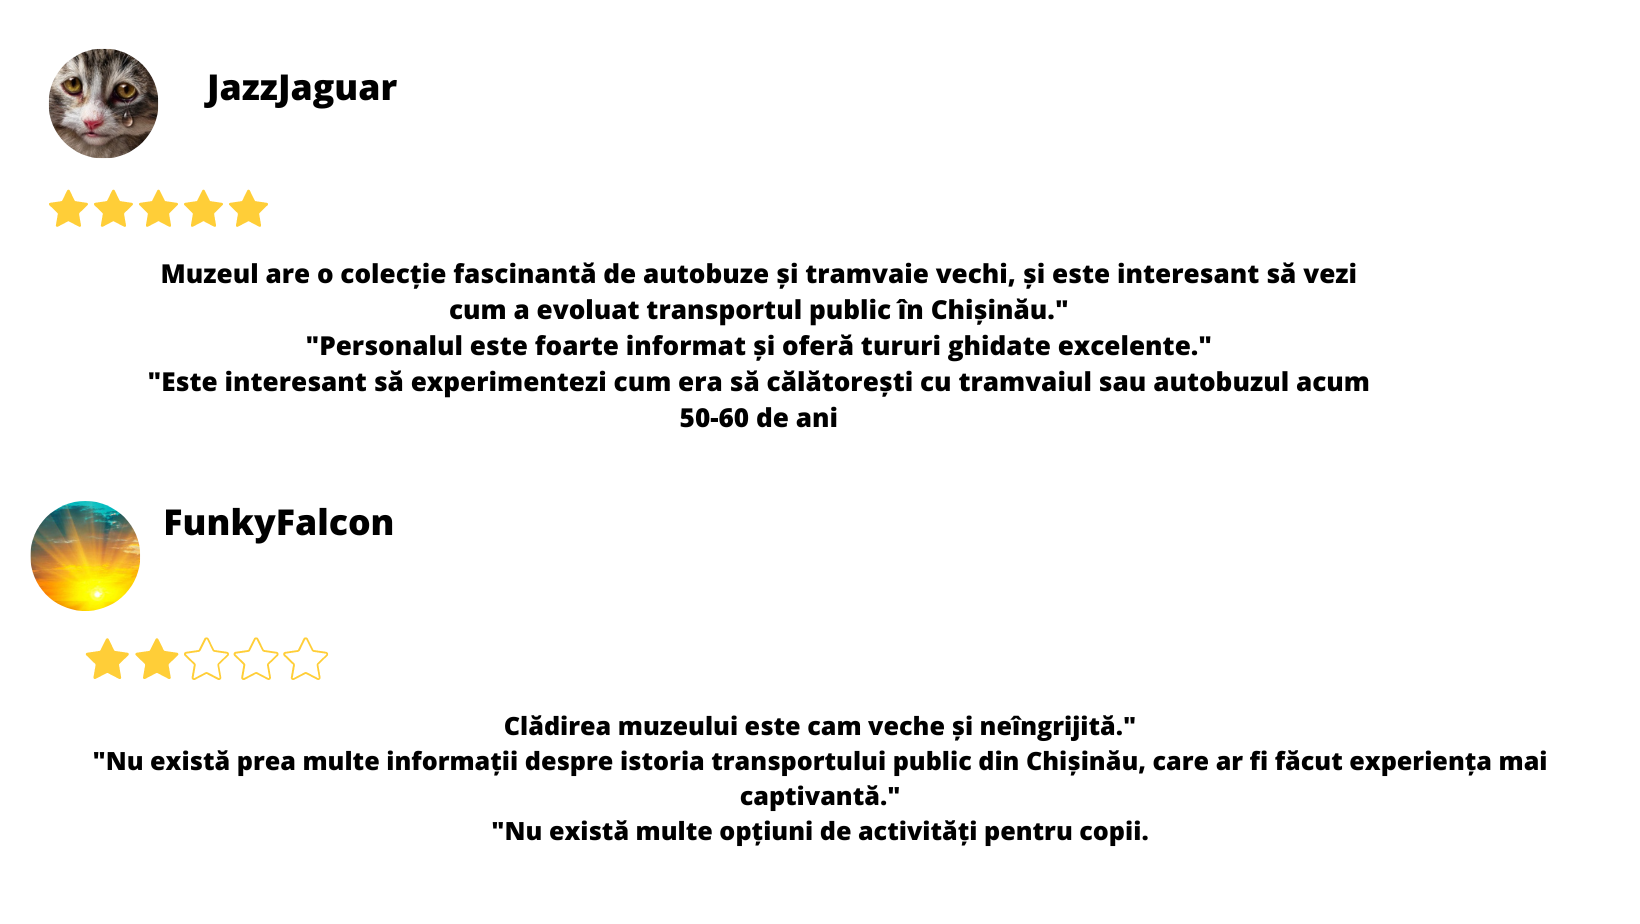 JazzJaguar
Muzeul are o colecție fascinantă de autobuze și tramvaie vechi, și este interesant să vezi
cum a evoluat transportul public în Chișinău."
"Personalul este foarte informat și oferă tururi ghidate excelente."
"Este interesant să experimentezi cum era să călătorești cu tramvaiul sau autobuzul acum
50-60 de ani
FunkyFalcon
Clădirea muzeului este cam veche și neîngrijită."
"Nu există prea multe informații despre istoria transportului public din Chișinău, care ar fi făcut experiența mai
captivantă."
"Nu există multe opțiuni de activități pentru copii.